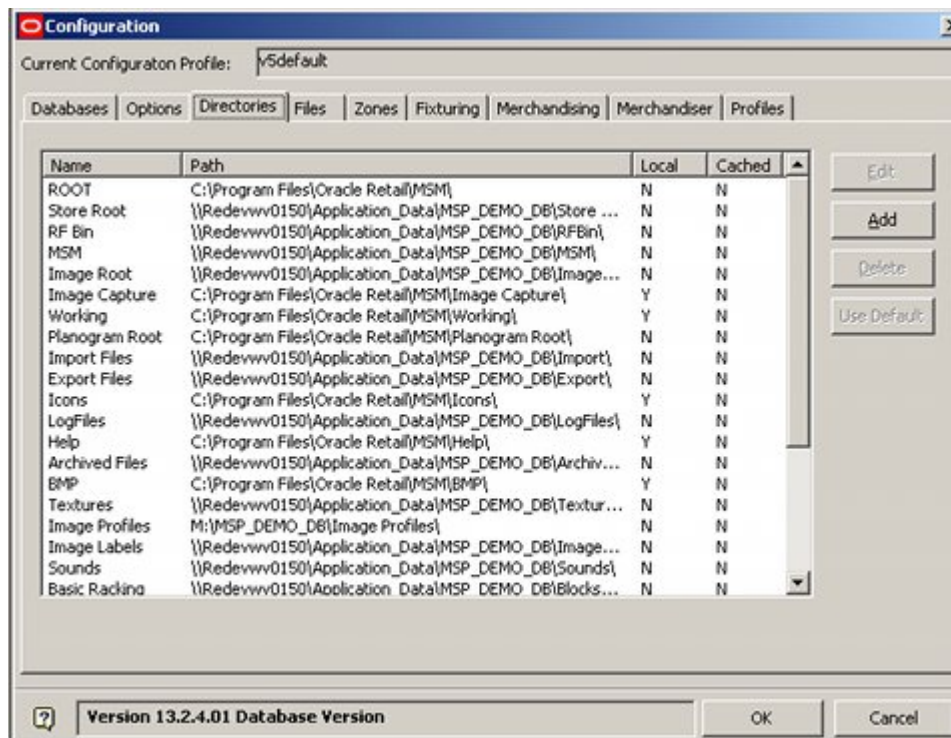 Configuration
Current Configuraton Profile: v5default
Databases Options Directories Files Zones Fixturing Merchandising Merchandiser Profiles
Name Path Local Cached
ROOT C:\Program Files\Oracle Retail\MSM\ N N
Store Root \\Redevwv0150\Application_Data\MSP_DEMO_DB\Store ... N N
RF Bin \\Redevwv0150\Application_Data\MSP_DEMO_DB\RFBin\ N N
MSM \\Redevwv0150\Application_Data\MSP_DEMO_DB\MSM\ N N
Image Root \\Redevwv0150\Application_Data\MSP_DEMO_DB\Image... N N
Image Capture C:\Program Files\Oracle Retail\MSM\Image Capture\ Y N
Working C:\Program Files\Oracle Retail\MSM\Working\ Y N
Planogram Root C:\Program Files\Oracle Retail\MSM\Planogram Root\ N N
Import Files \\Redevwv0150\Application_Data\MSP_DEMO_DB\Import\ N N
Export Files \\Redevwv0150\Application_Data\MSP_DEMO_DB\Export\ N N
Icons C:\Program Files\Oracle Retail\MSM\Icons\ Y N
LogFiles \\Redevwv0150\Application_Data\MSP_DEMO_DB\LogFiles\ N N
Help C:\Program Files\Oracle Retail\MSM\Help\ Y N
Archived Files \\Redevwv0150\Application_Data\MSP_DEMO_DB\Archiv... N N
BMP C:\Program Files\Oracle Retail\MSM\BMP\ Y N
Textures \\Redevwv0150\Application_Data\MSP_DEMO_DB\Textur... N N
Image Profiles M:\MSP_DEMO_DB\Image Profiles\ N N
Image Labels \\Redevwv0150\Application_Data\MSP_DEMO_DB\Image... N N
Sounds \\Redevwv0150\Application_Data\MSP_DEMO_DB\Sounds\ N N
Basic Racking \\Redevwv0150\Application_Data\MSP_DEMO_DB\Blocks... N N
Edit
Add
Delete
Use Default
Version 13.2.4.01 Database Version
OK Cancel